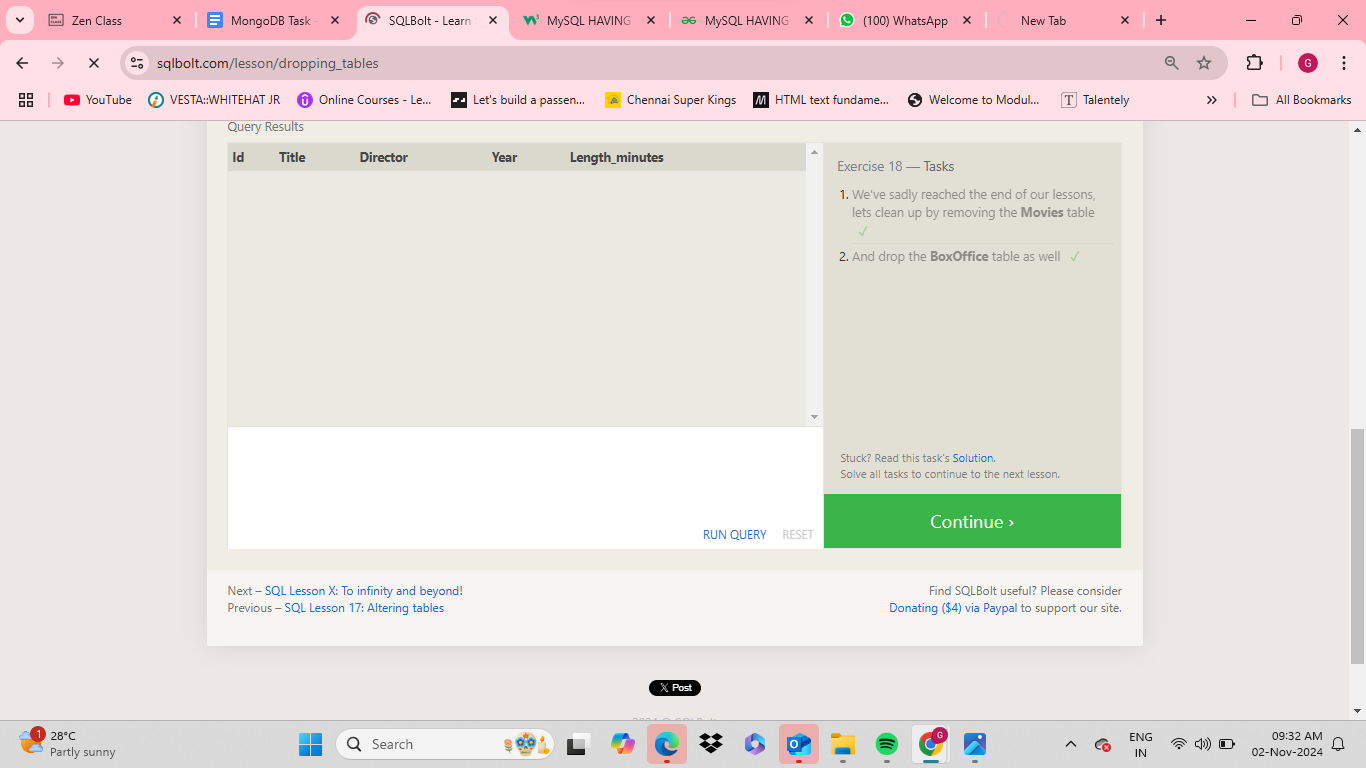 Zen Class
MongoDB Task -
SQLBolt - Learn
MySQL HAVING
MySQL HAVING
(100) WhatsApp
New Tab
sqlbolt.com/lesson/dropping_tables
G
YouTube
VESTA::WHITEHAT JR
Online Courses - Le...
Let's build a passen...
Chennai Super Kings
HTML text fundame...
Welcome to Modul...
Talentely
»
All Bookmarks
Query Results
Id Title Director Year Length_minutes
Exercise 18 — Tasks
1. We've sadly reached the end of our lessons,
lets clean up by removing the Movies table
✓
2. And drop the BoxOffice table as well ✓
Stuck? Read this task's Solution.
Solve all tasks to continue to the next lesson.
RUN QUERY RESET
Continue ›
Next – SQL Lesson X: To infinity and beyond!
Previous – SQL Lesson 17: Altering tables
Find SQLBolt useful? Please consider
Donating ($4) via Paypal to support our site.
X Post
1
28°C
Partly sunny
Search
G
ENG
IN
09:32 AM
02-Nov-2024